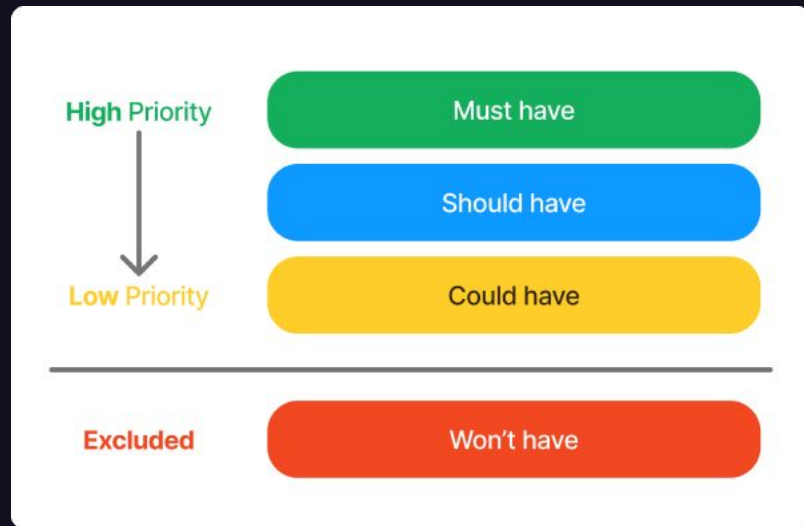 High Priority
Must have
Should have
Low Priority
Could have
Excluded
Won't have